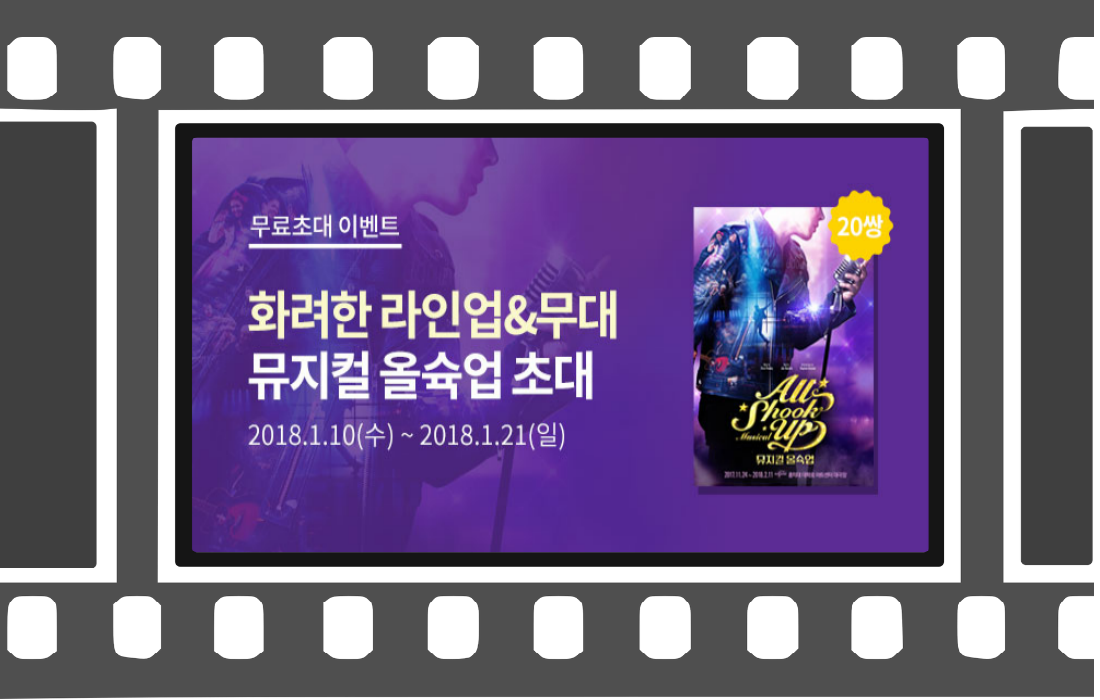 무료초대 이벤트
화려한 라인업&무대
뮤지컬 올슉업 초대
2018.1.10(수) ~ 2018.1.21(일)
20쌍
All
Shook
Musical Up
뮤지컬 올슉업